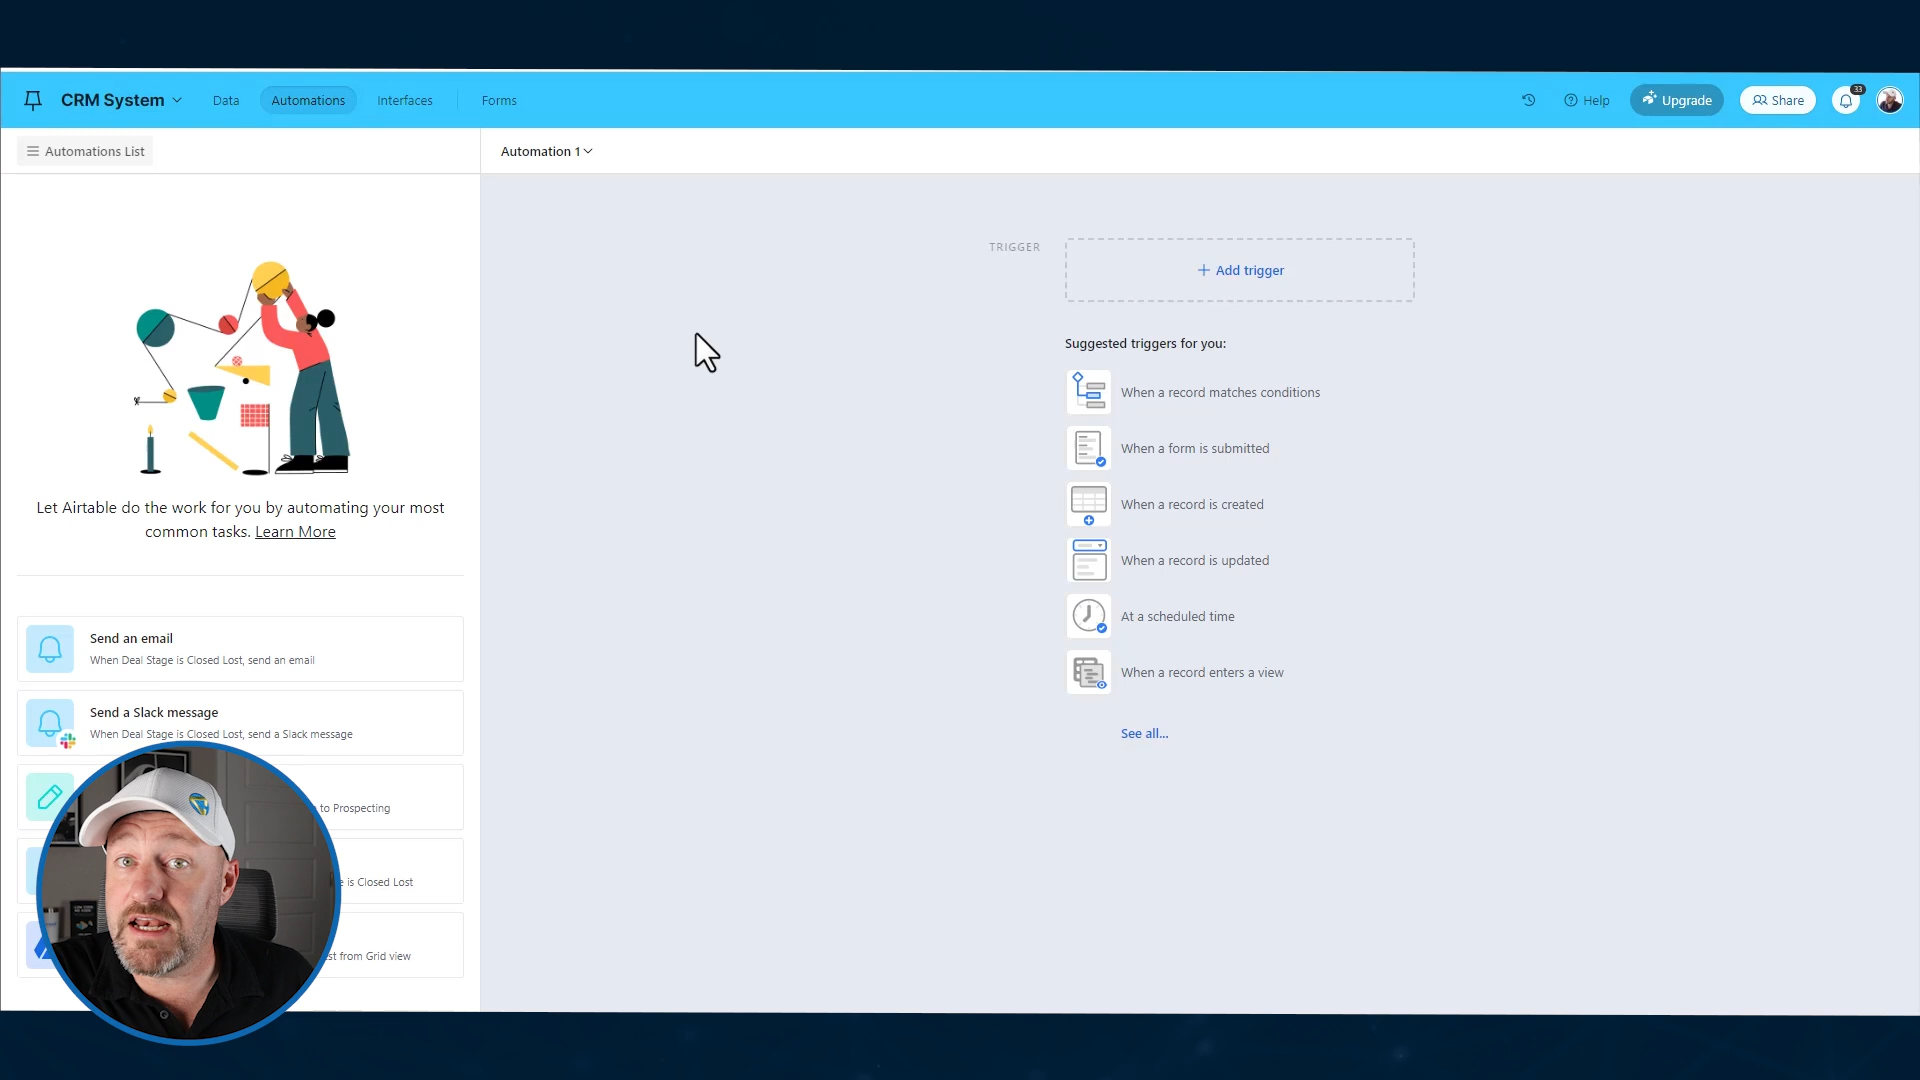 CRM System
Data
Automations
Interfaces
Forms
Help
Upgrade
Share
33
Automations List
Automation 1
TRIGGER
Add trigger
Let Airtable do the work for you by automating your most
common tasks. Learn More
Suggested triggers for you:
When a record matches conditions
When a form is submitted
When a record is created
When a record is updated
At a scheduled time
When a record enters a view
See all...
Send an email
When Deal Stage is Closed Lost, send an email
Send a Slack message
When Deal Stage is Closed Lost, send a Slack message
to Prospecting
is Closed Lost
from Grid view